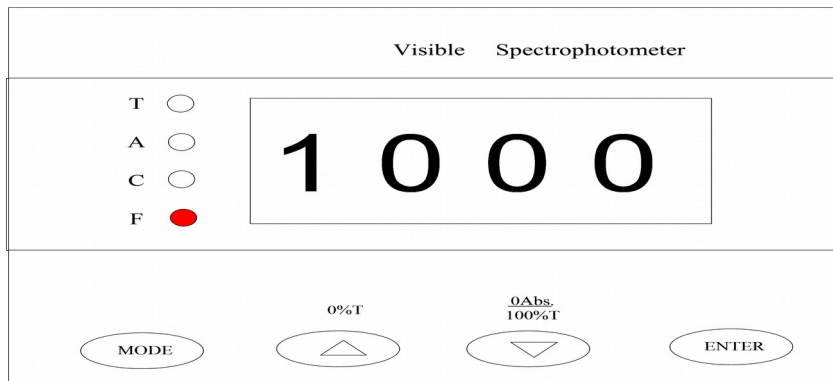 Visible Spectrophotometer
T
A
C
F
1000
0%T
0Abs.
100%T
MODE
ENTER